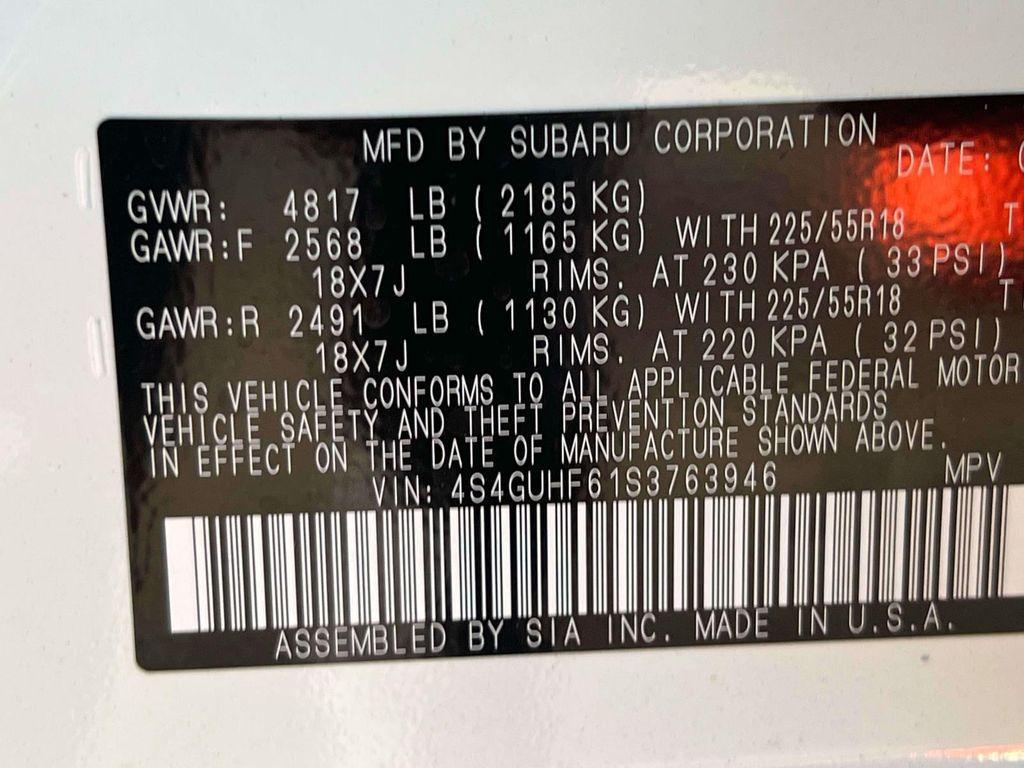 MFD BY SUBARU CORPORATION
DATE:
GVWR: 4817 LB ( 2185 KG)
GAWR:F 2568 LB ( 1165 KG) WITH 225/55R18
18X7J RIMS. AT 230 KPA ( 33 PSI)
GAWR:R 2491 LB ( 1130 KG) WITH 225/55R18
18X7J RIMS. AT 220 KPA ( 32 PSI)
THIS VEHICLE CONFORMS TO ALL APPLICABLE FEDERAL MOTOR
VEHICLE SAFETY AND THEFT PREVENTION STANDARDS
IN EFFECT ON THE DATE OF MANUFACTURE SHOWN ABOVE.
VIN: 4S4GUHF61S3763946 MPV
ASSEMBLED BY SIA INC. MADE IN U.S.A.